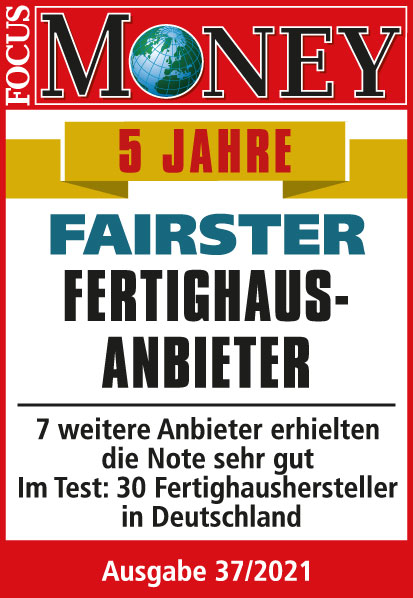 FOCUS
MONEY
5 JAHRE
FAIRSTER
FERTIGHAUS-
ANBIETER
7 weitere Anbieter erhielten
die Note sehr gut
Im Test: 30 Fertighaushersteller
in Deutschland
Ausgabe 37/2021